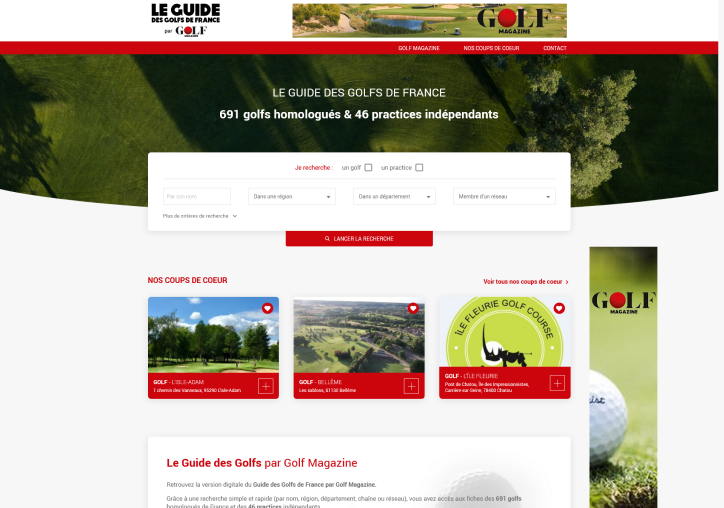 LE GUIDE
DES GOLFS DE FRANCE
par GOLF
MAGAZINE
GOLF
MAGAZINE
GOLF MAGAZINE NOS COUPS DE COEUR CONTACT
LE GUIDE DES GOLFS DE FRANCE
691 golfs homologués & 46 practices indépendants
Je recherche : un golf un practice
Par son nom Dans une région Dans un département Membre d'un réseau
Plus de critères de recherche
LANCER LA RECHERCHE
NOS COUPS DE COEUR Voir tous nos coups de coeur
ÎLE FLEURIE GOLF COURSE
GOLF - L'ISLE-ADAM
1 chemin des Vanneaux, 95290 L'Isle-Adam
GOLF - BELLÊME
Les sablons, 61130 Bellême
GOLF - L'ÎLE FLEURIE
Pont de Chatou, Île des Impressionnistes,
Carrière-sur-Seine, 78400 Chatou
GOLF
MAGAZINE
Le Guide des Golfs par Golf Magazine
Retrouvez la version digitale du Guide des Golfs de France par Golf Magazine.
Grâce à une recherche simple et rapide (par nom, région, département, chaîne ou réseau), vous avez accès aux fiches des 691 golfs
homologués de France et des 46 practices indépendants